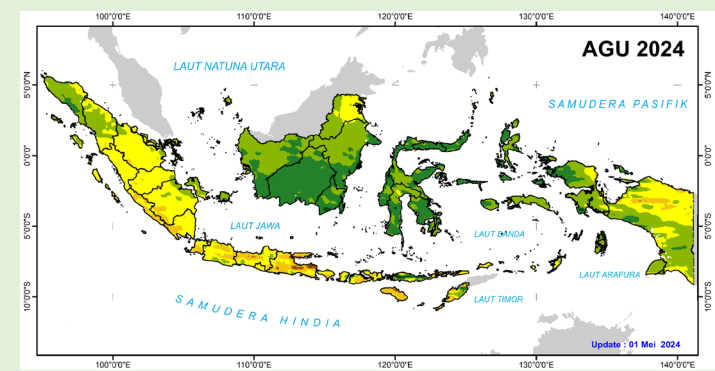 100°0'0"E 110°0'0"E 120°0'0"E 130°0'0"E 140°0'0"E
AGU 2024
LAUT NATUNA UTARA
5°0'0"N 5°0'0"N
SAMUDERA PASIFIK
0°0'0" 0°0'0"
5°0'0"S 5°0'0"S
LAUT JAWA
LAUT BANDA
LAUT ARAFURA
10°0'0"S 10°0'0"S
SAMUDERA HINDIA
LAUT TIMOR
Update : 01 Mei 2024
100°0'0"E 110°0'0"E 120°0'0"E 130°0'0"E 140°0'0"E